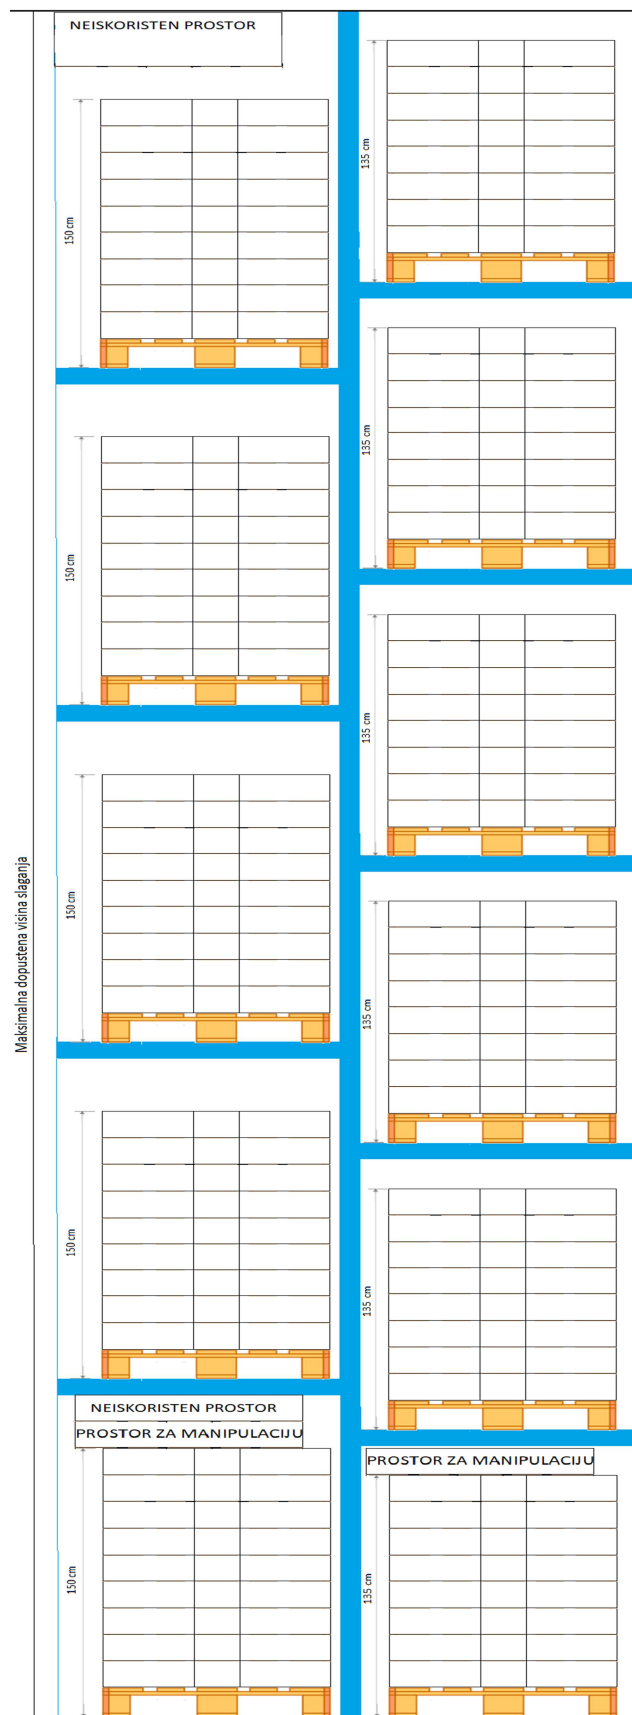 NEISKORISTEN PROSTOR
150 cm
150 cm
150 cm
150 cm
NEISKORISTEN PROSTOR
PROSTOR ZA MANIPULACIJU
150 cm
Maksimalna dopustena visina slaganja
135 cm
135 cm
135 cm
135 cm
135 cm
PROSTOR ZA MANIPULACIJU
135 cm